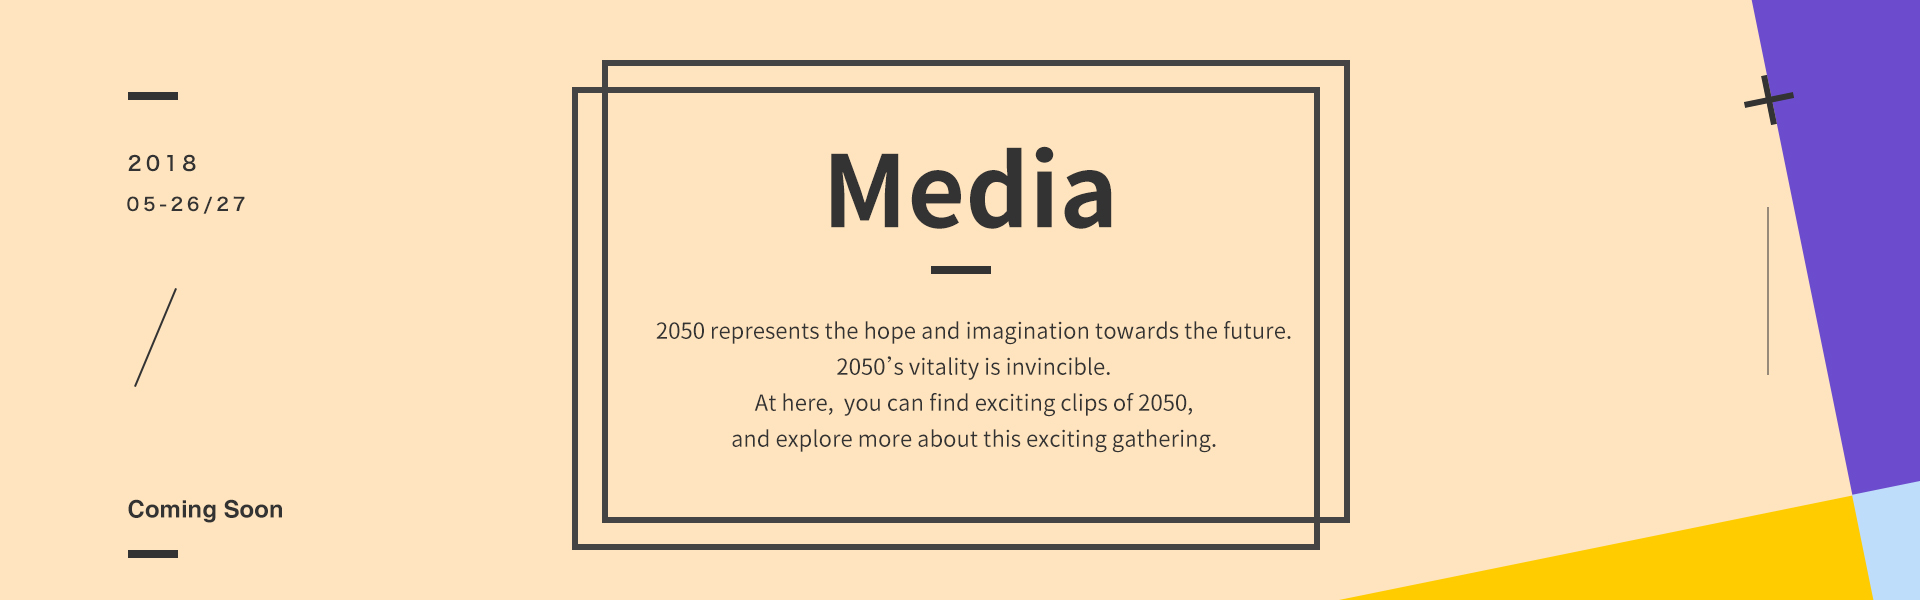 2018
05-26/27
Coming Soon
Media
2050 represents the hope and imagination towards the future.
2050’s vitality is invincible.
At here,  you can find exciting clips of 2050,
and explore more about this exciting gathering.